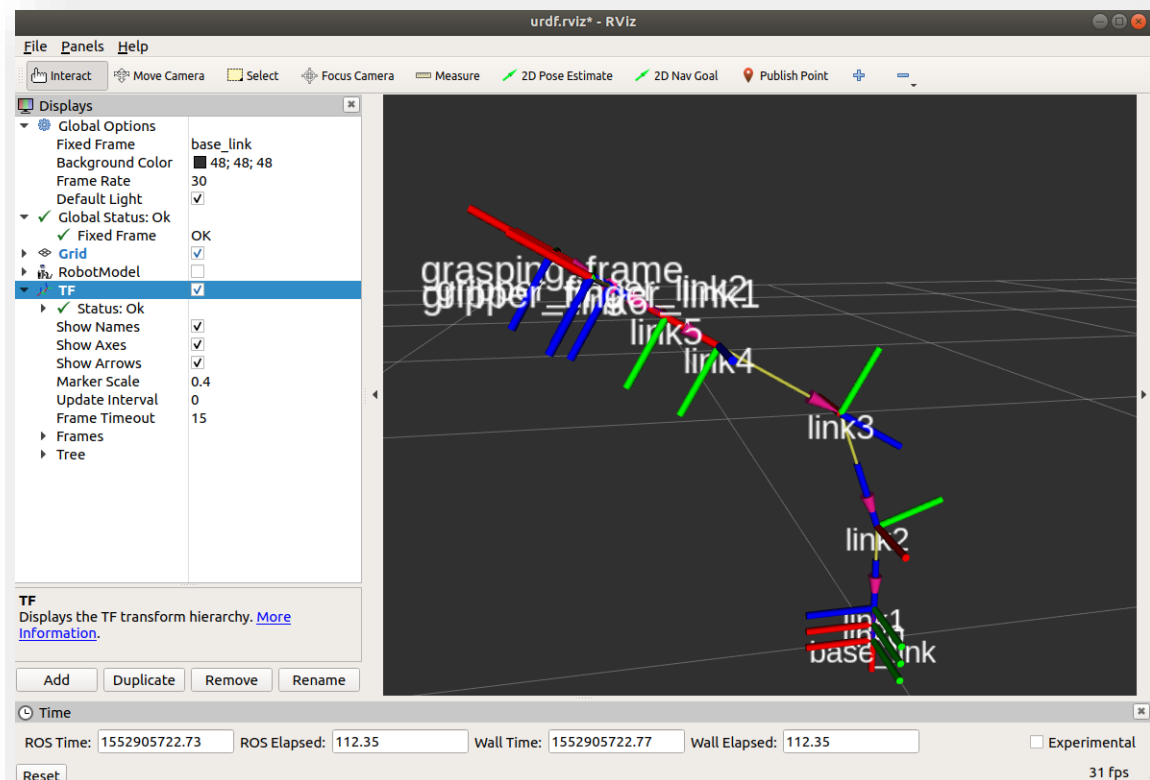 urdf.rviz* - RViz
File Panels Help
Interact Move Camera Select Focus Camera Measure 2D Pose Estimate 2D Nav Goal Publish Point
Displays
Global Options
Fixed Frame base_link
Background Color 48; 48; 48
Frame Rate 30
Default Light
Global Status: Ok
Fixed Frame OK
Grid
RobotModel
TF
Status: Ok
Show Names
Show Axes
Show Arrows
Marker Scale 0.4
Update Interval 0
Frame Timeout 15
Frames
Tree
TF
Displays the TF transform hierarchy. More
Information.
Add Duplicate Remove Rename
grasping_frame
link5
link4
link3
link2
link1
base_link
Time
ROS Time: 1552905722.73 ROS Elapsed: 112.35 Wall Time: 1552905722.77 Wall Elapsed: 112.35 Experimental
Reset 31 fps